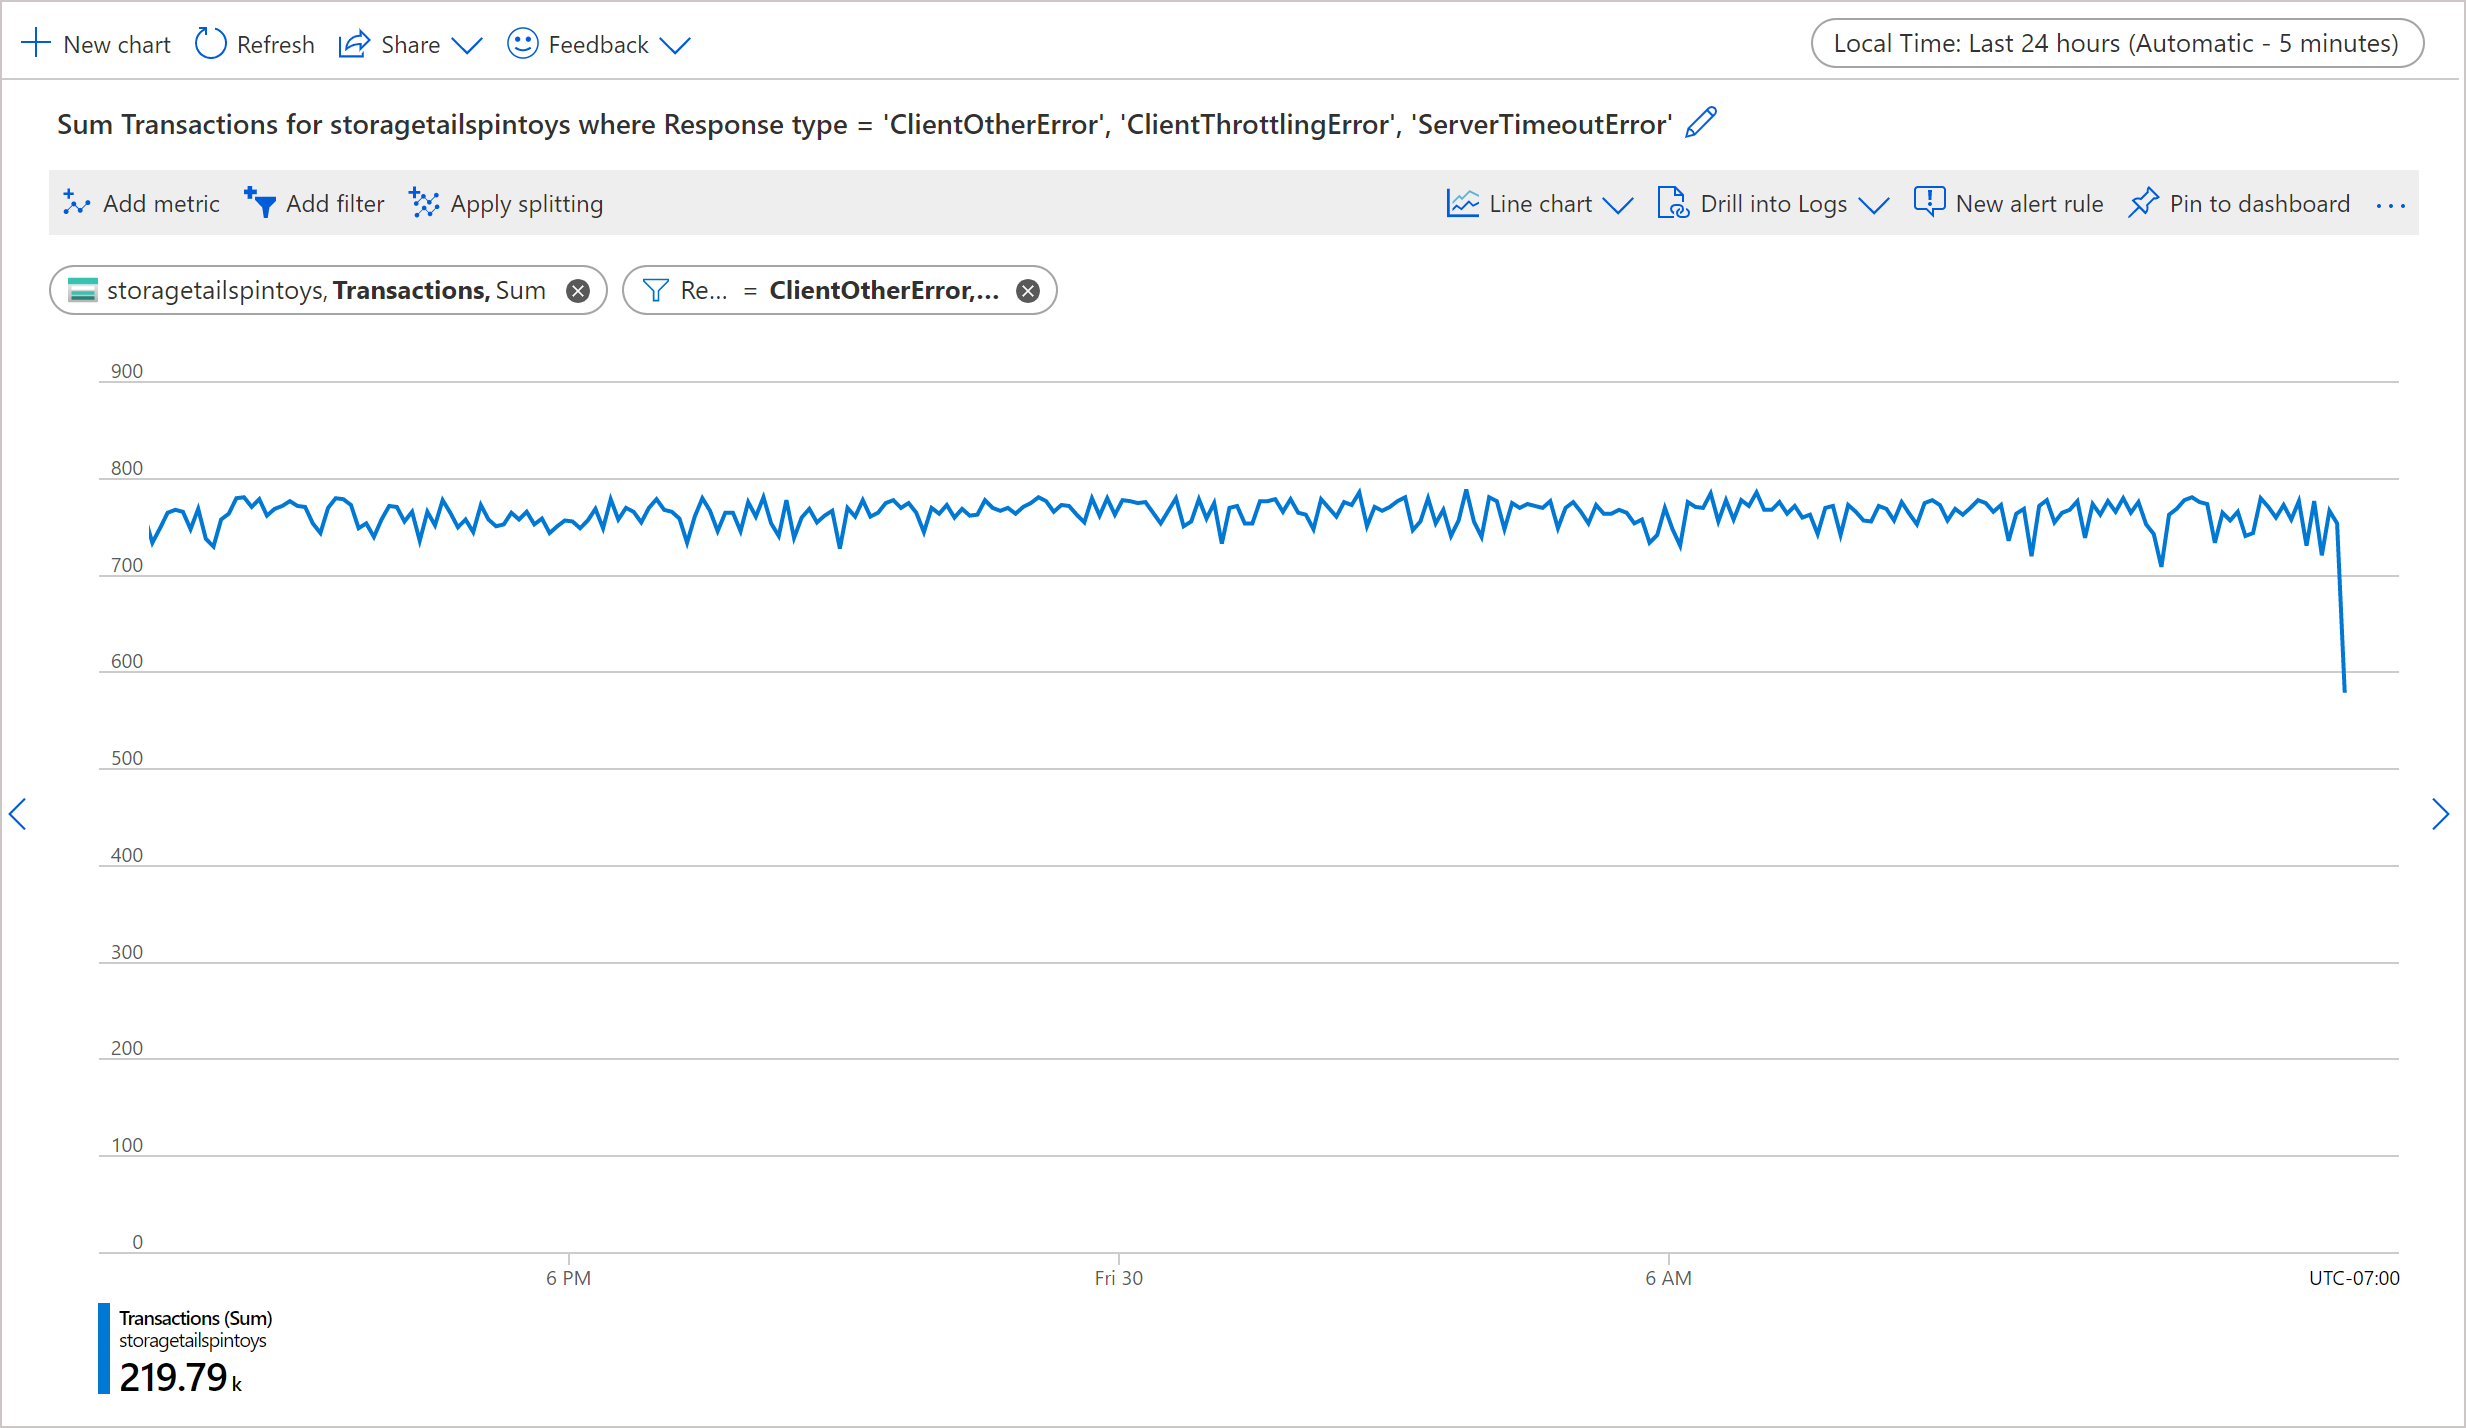 New chart Refresh Share Feedback Local Time: Last 24 hours (Automatic - 5 minutes)
Sum Transactions for storagetailspintoys where Response type = 'ClientOtherError', 'ClientThrottlingError', 'ServerTimeoutError'
Add metric Add filter Apply splitting Line chart Drill into Logs New alert rule Pin to dashboard ...
storagetailspintoys, Transactions, Sum Re... = ClientOtherError,...
900
800
700
600
500
400
300
200
100
0
6 PM Fri 30 6 AM UTC-07:00
Transactions (Sum)
storagetailspintoys
219.79 k